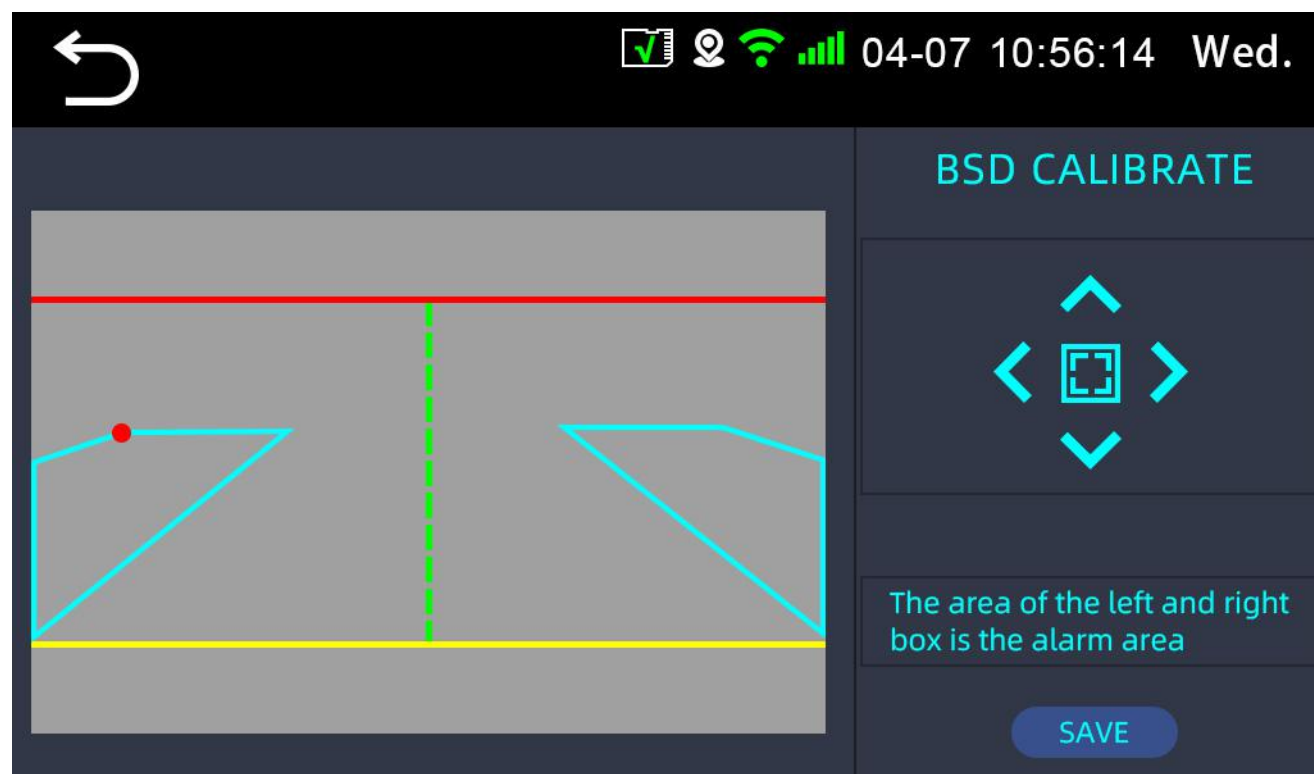 04-07 10:56:14 Wed.
BSD CALIBRATE
The area of the left and right
box is the alarm area
SAVE